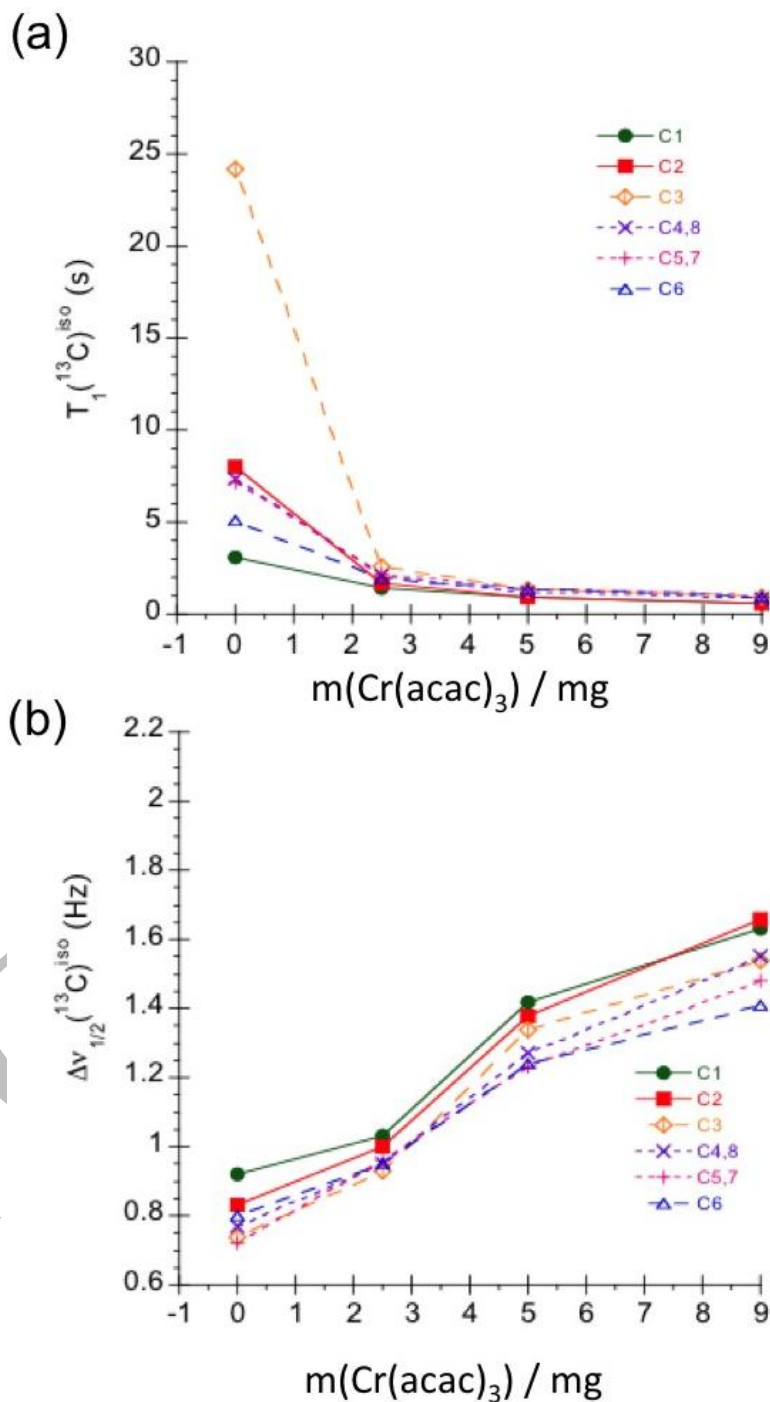 (a)
30
25
20
15
10
5
0
T₁(¹³C)ⁱˢᵒ (s)
C1
C2
C3
C4,8
C5,7
C6
-1 0 1 2 3 4 5 6 7 8 9
m(Cr(acac)₃) / mg
(b)
2.2
2
1.8
1.6
1.4
1.2
1
0.8
0.6
Δν₁/₂(¹³C)ⁱˢᵒ (Hz)
C1
C2
C3
C4,8
C5,7
C6
-1 0 1 2 3 4 5 6 7 8 9
m(Cr(acac)₃) / mg